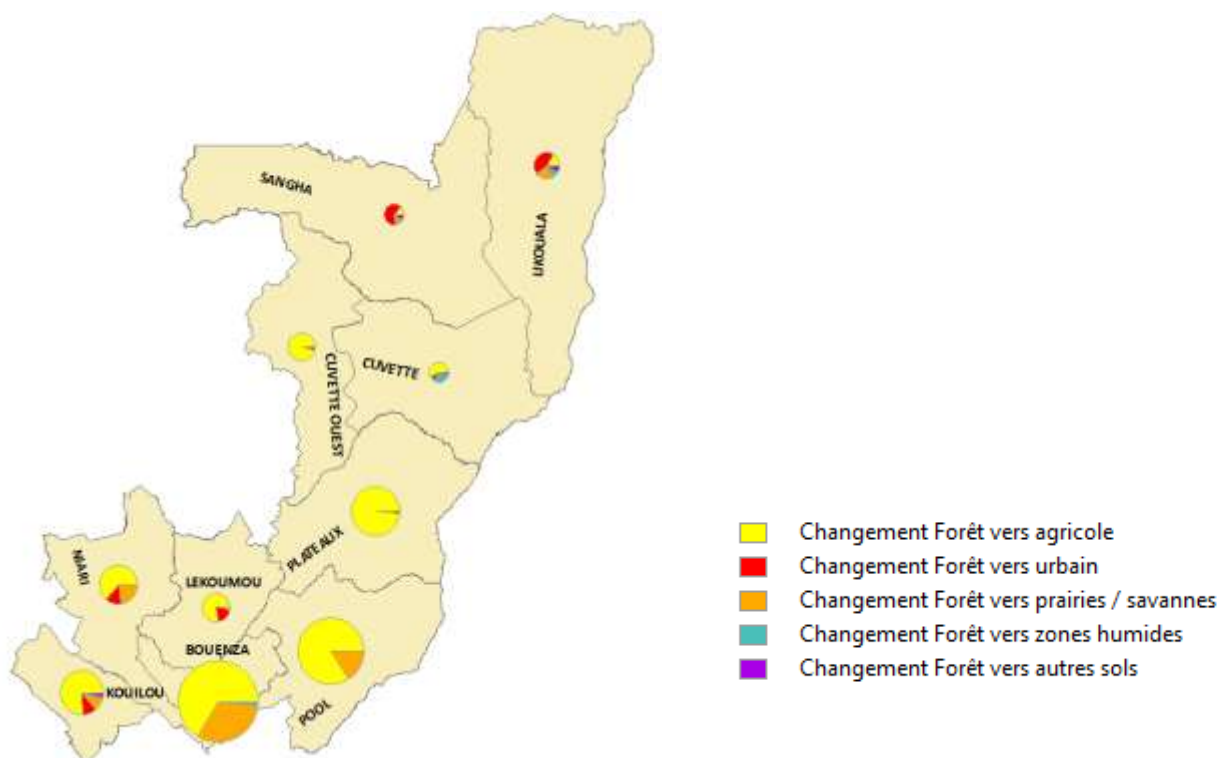 SANGHA
LIKOUALA
CUVETTE OUEST
CUVETTE
PLATEAUX
NIARI
LEKOUMOU
BOUENZA
KOUILOU
POOL
Changement Forêt vers agricole
Changement Forêt vers urbain
Changement Forêt vers prairies / savannes
Changement Forêt vers zones humides
Changement Forêt vers autres sols